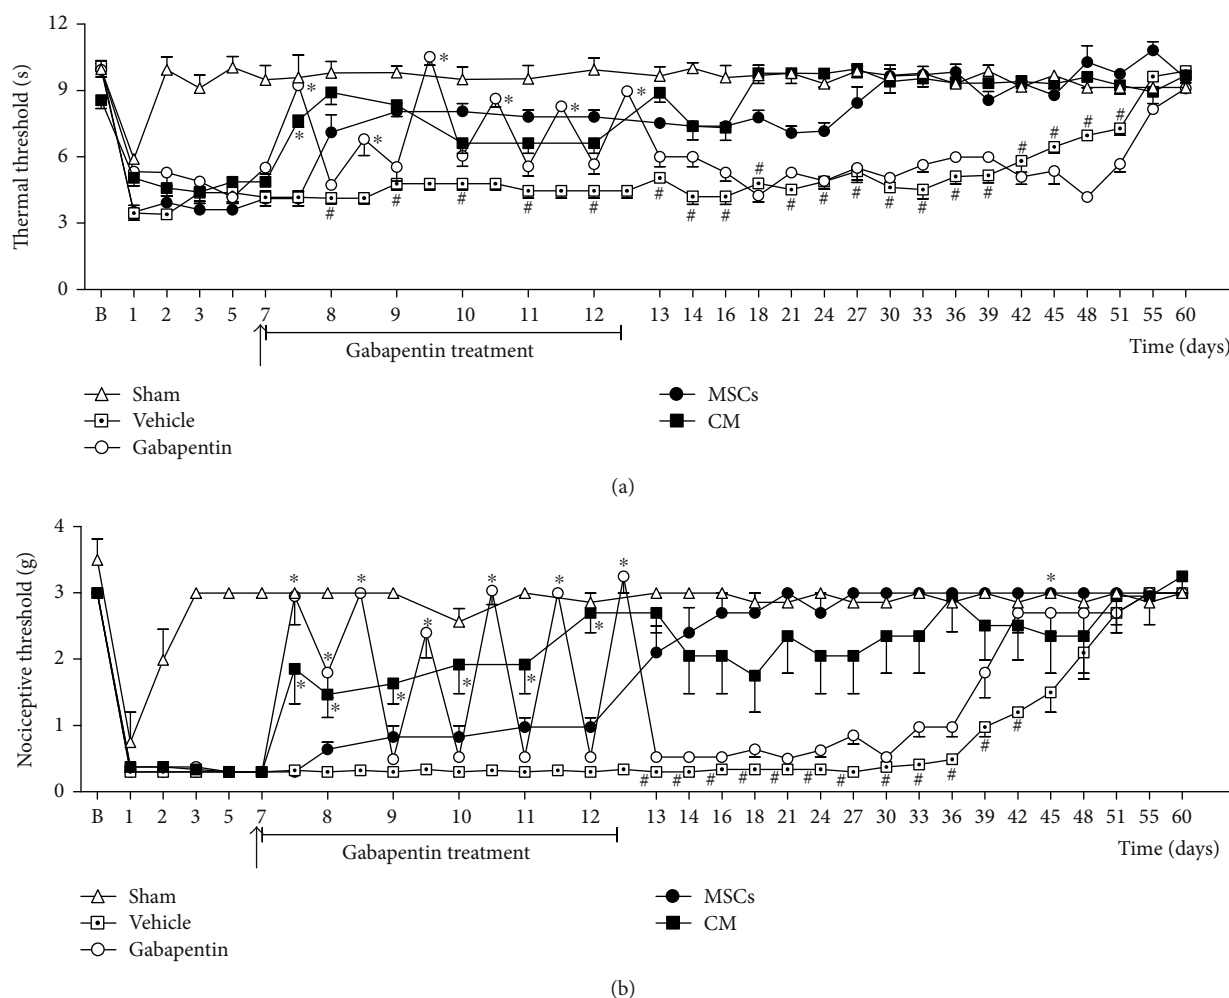 12
9
6
3
0
Thermal threshold (s)
* * * * * * *
# # # # # # # # # # # # # # # # # # #
B 1 2 3 5 7 8 9 10 11 12 13 14 16 18 21 24 27 30 33 36 39 42 45 48 51 55 60
Gabapentin treatment
Time (days)
Sham
Vehicle
Gabapentin
MSCs
CM
(a)
4
3
2
1
0
Nociceptive threshold (g)
* * * * * * * * * * * * * *
# # # # # # # # # # # #
B 1 2 3 5 7 8 9 10 11 12 13 14 16 18 21 24 27 30 33 36 39 42 45 48 51 55 60
Gabapentin treatment
Time (days)
Sham
Vehicle
Gabapentin
MSCs
CM
(b)